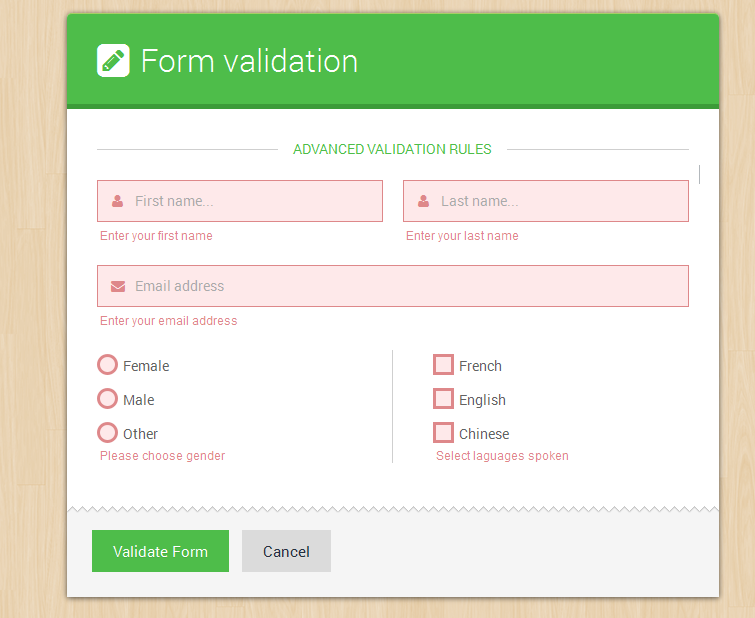 Form validation
ADVANCED VALIDATION RULES
First name... Last name...
Enter your first name Enter your last name
Email address
Enter your email address
Female French
Male English
Other Chinese
Please choose gender Select laguages spoken
Validate Form Cancel